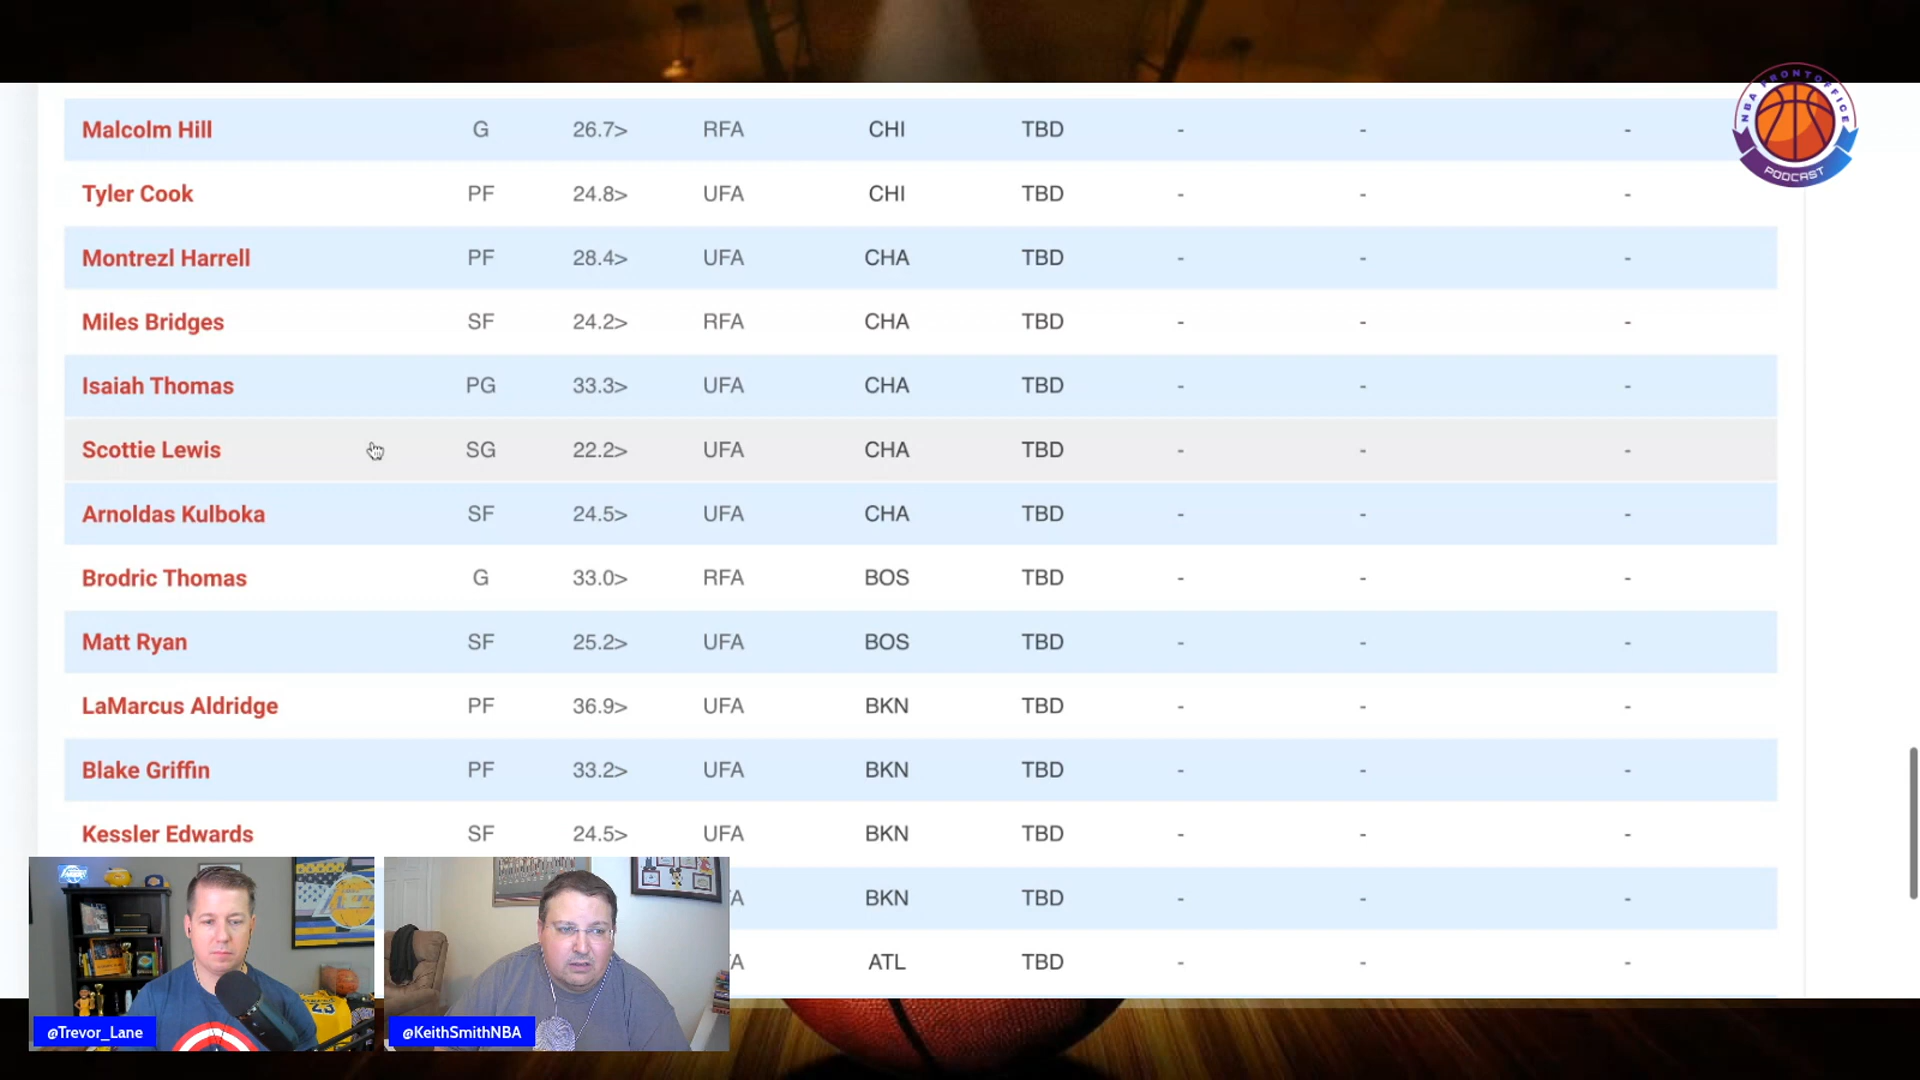 NBA FRONT OFFICE
PODCAST
Malcolm Hill G 26.7> RFA CHI TBD - - -
Tyler Cook PF 24.8> UFA CHI TBD - - -
Montrezl Harrell PF 28.4> UFA CHA TBD - - -
Miles Bridges SF 24.2> RFA CHA TBD - - -
Isaiah Thomas PG 33.3> UFA CHA TBD - - -
Scottie Lewis SG 22.2> UFA CHA TBD - - -
Arnoldas Kulboka SF 24.5> UFA CHA TBD - - -
Brodric Thomas G 33.0> RFA BOS TBD - - -
Matt Ryan SF 25.2> UFA BOS TBD - - -
LaMarcus Aldridge PF 36.9> UFA BKN TBD - - -
Blake Griffin PF 33.2> UFA BKN TBD - - -
Kessler Edwards SF 24.5> UFA BKN TBD - - -
BKN TBD - - -
ATL TBD - - -
23
@Trevor_Lane
@KeithSmithNBA